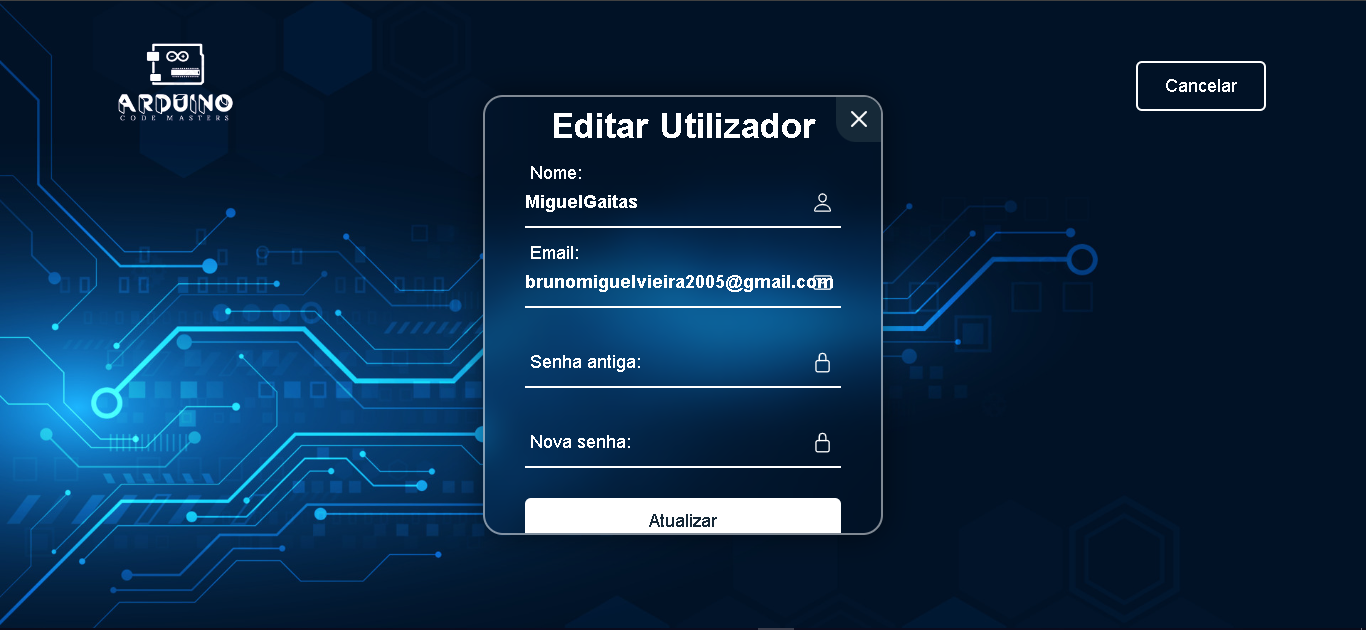 ARDUINO
CODE MASTERS
Cancelar
Editar Utilizador
Nome:
MiguelGaitas
Email:
brunomiguelvieira2005@gmail.com
Senha antiga:
Nova senha:
Atualizar